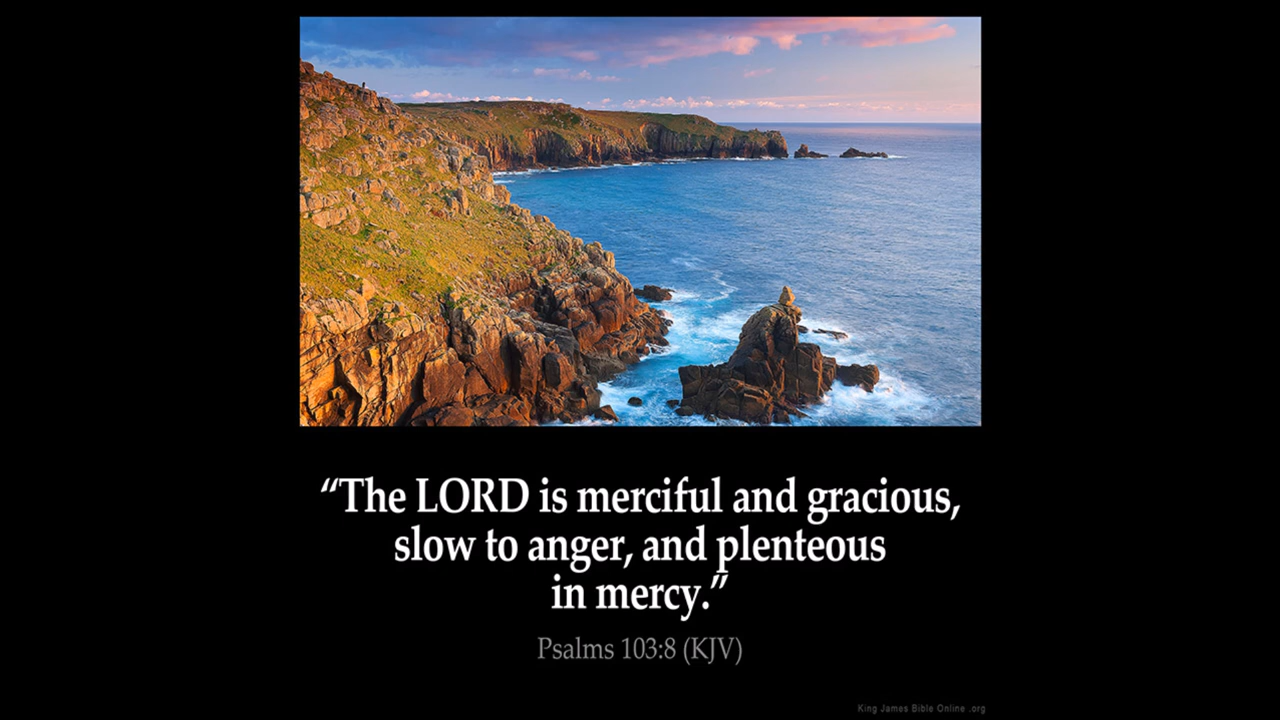 “The LORD is merciful and gracious,
slow to anger, and plenteous
in mercy.”
Psalms 103:8 (KJV)
King James Bible Online .org